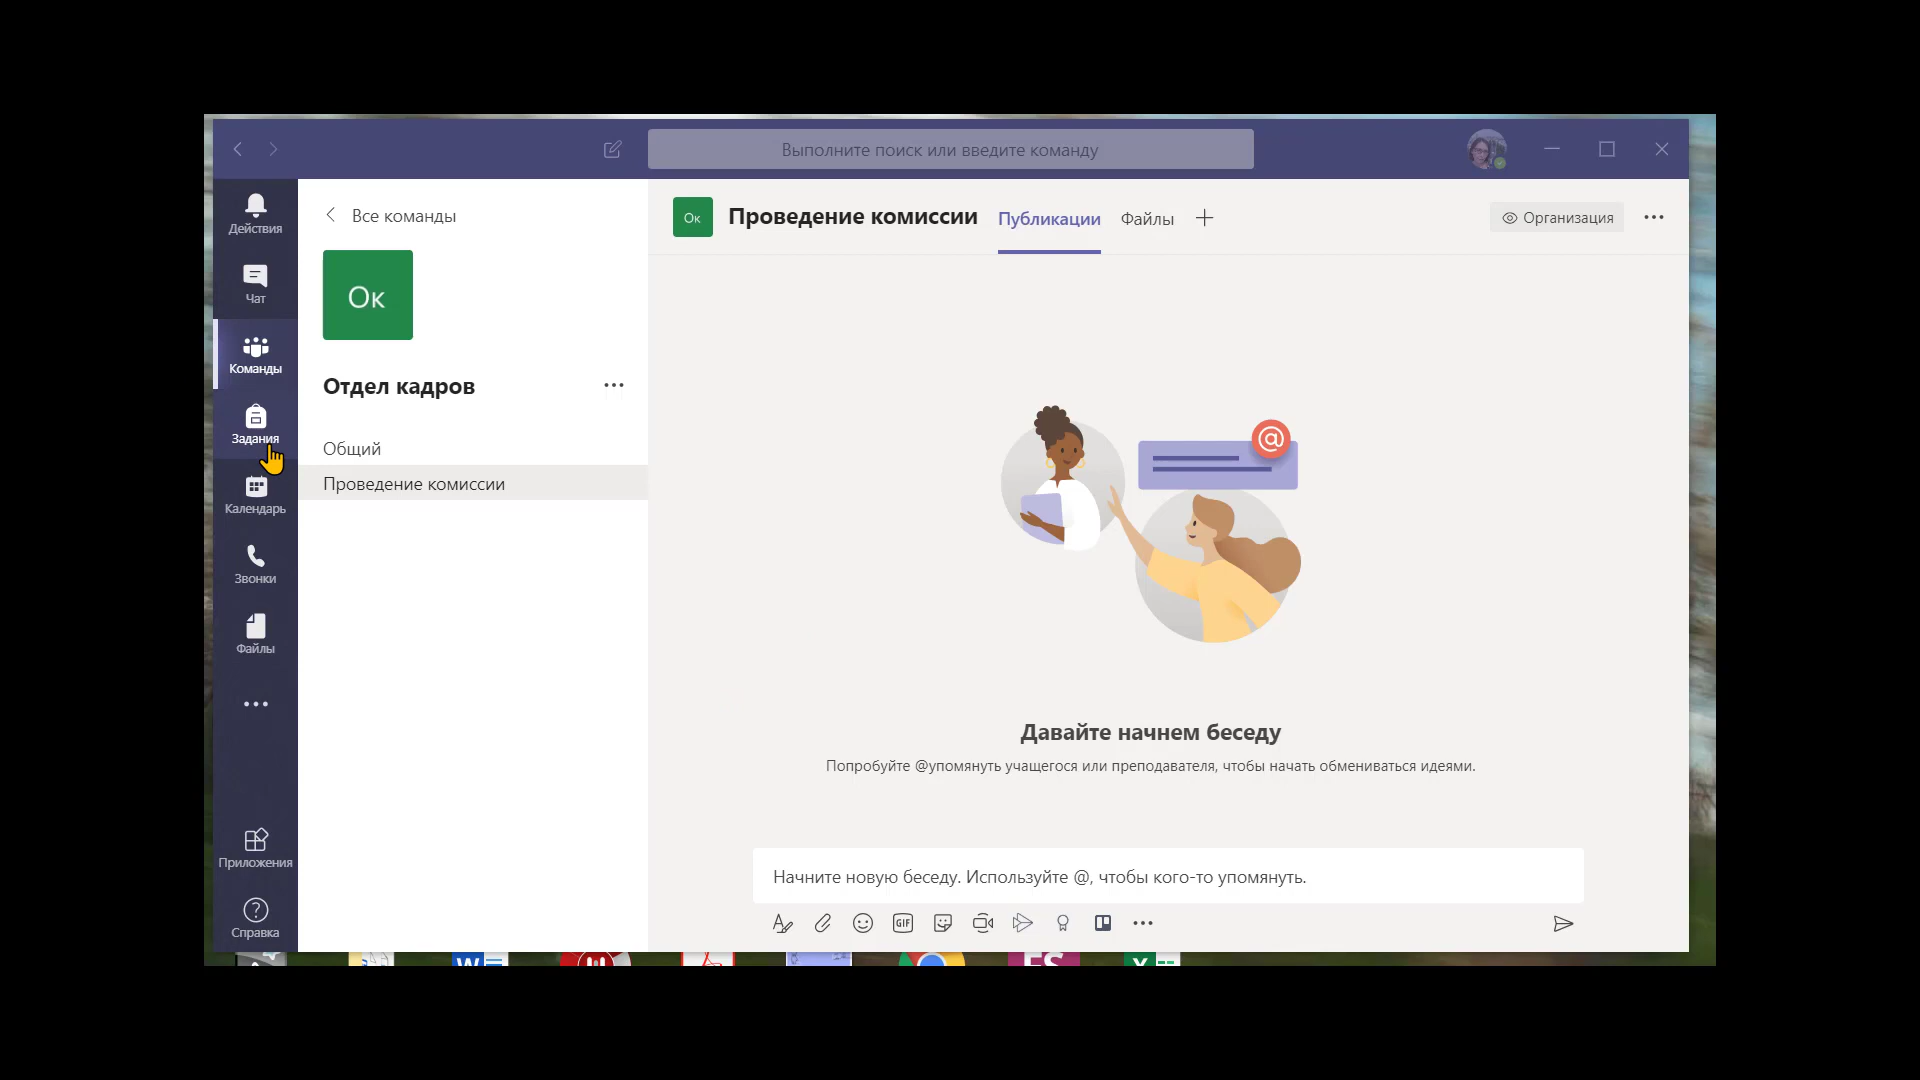 Выполните поиск или введите команду
Действия
Чат
Команды
Задания
Календарь
Звонки
Файлы
Приложения
Справка
Все команды
Ок
Отдел кадров
Общий
Проведение комиссии
Ок
Проведение комиссии
Публикации
Файлы
Организация
@
Давайте начнем беседу
Попробуйте @упомянуть учащегося или преподавателя, чтобы начать обмениваться идеями.
Начните новую беседу. Используйте @, чтобы кого-то упомянуть.
GIF